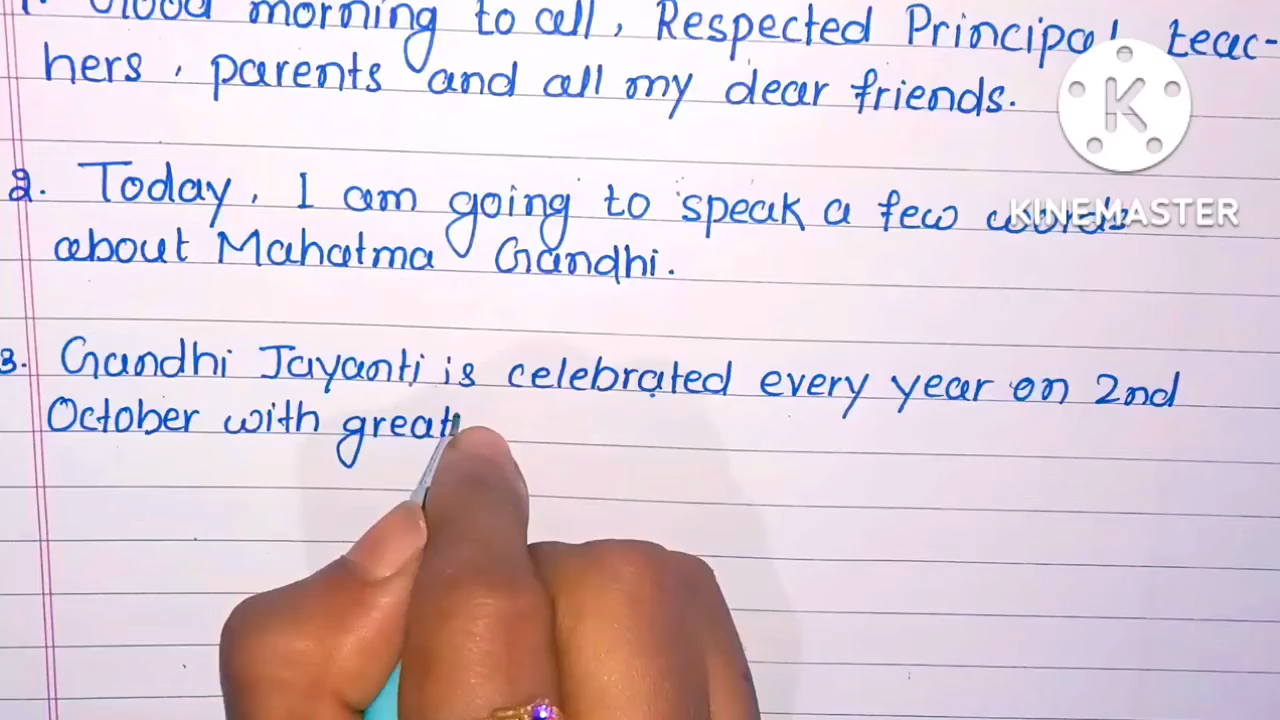 1. Good morning to all, Respected Principal, teac-
hers, parents and all my dear friends.
K
2. Today, I am going to speak a few words
KINEMASTER
about Mahatma Gandhi.
3. Gandhi Jayanti is celebrated every year on 2nd
October with great